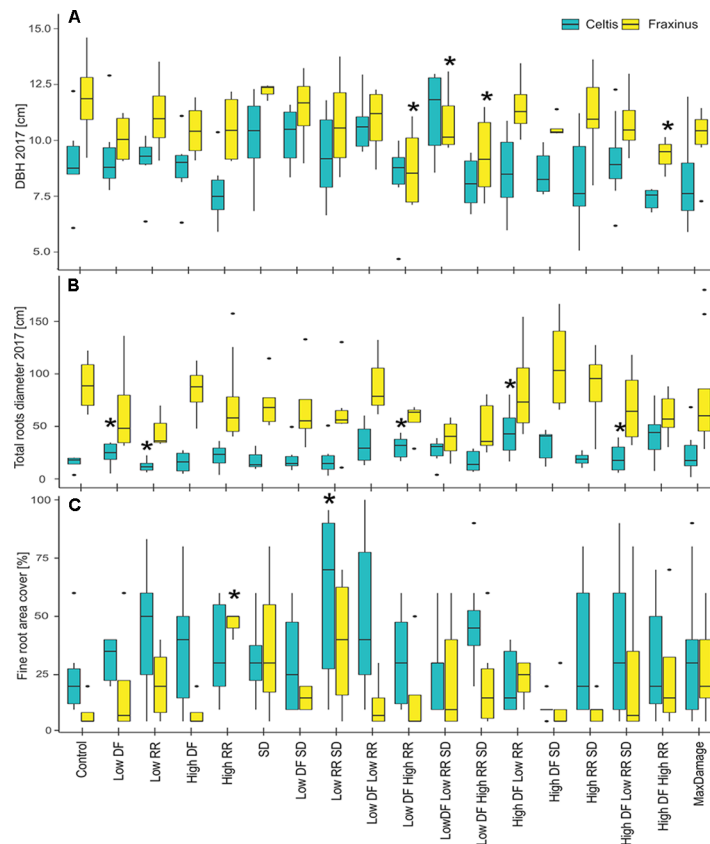 A
Celtis
Fraxinus
DBH 2017 [cm]
15.0
12.5
10.0
7.5
5.0
*
*
*
*
B
Total roots diameter 2017 [cm]
150
100
50
0
*
*
*
*
*
C
Fine root area cover [%]
100
75
50
25
0
*
*
Control
Low DF
Low RR
High DF
High RR
SD
Low DF SD
Low RR SD
Low DF Low RR
Low DF High RR
LowDF Low RR SD
Low DF High RR SD
High DF Low RR
High DF SD
High RR SD
High DF Low RR SD
High DF High RR
MaxDamage